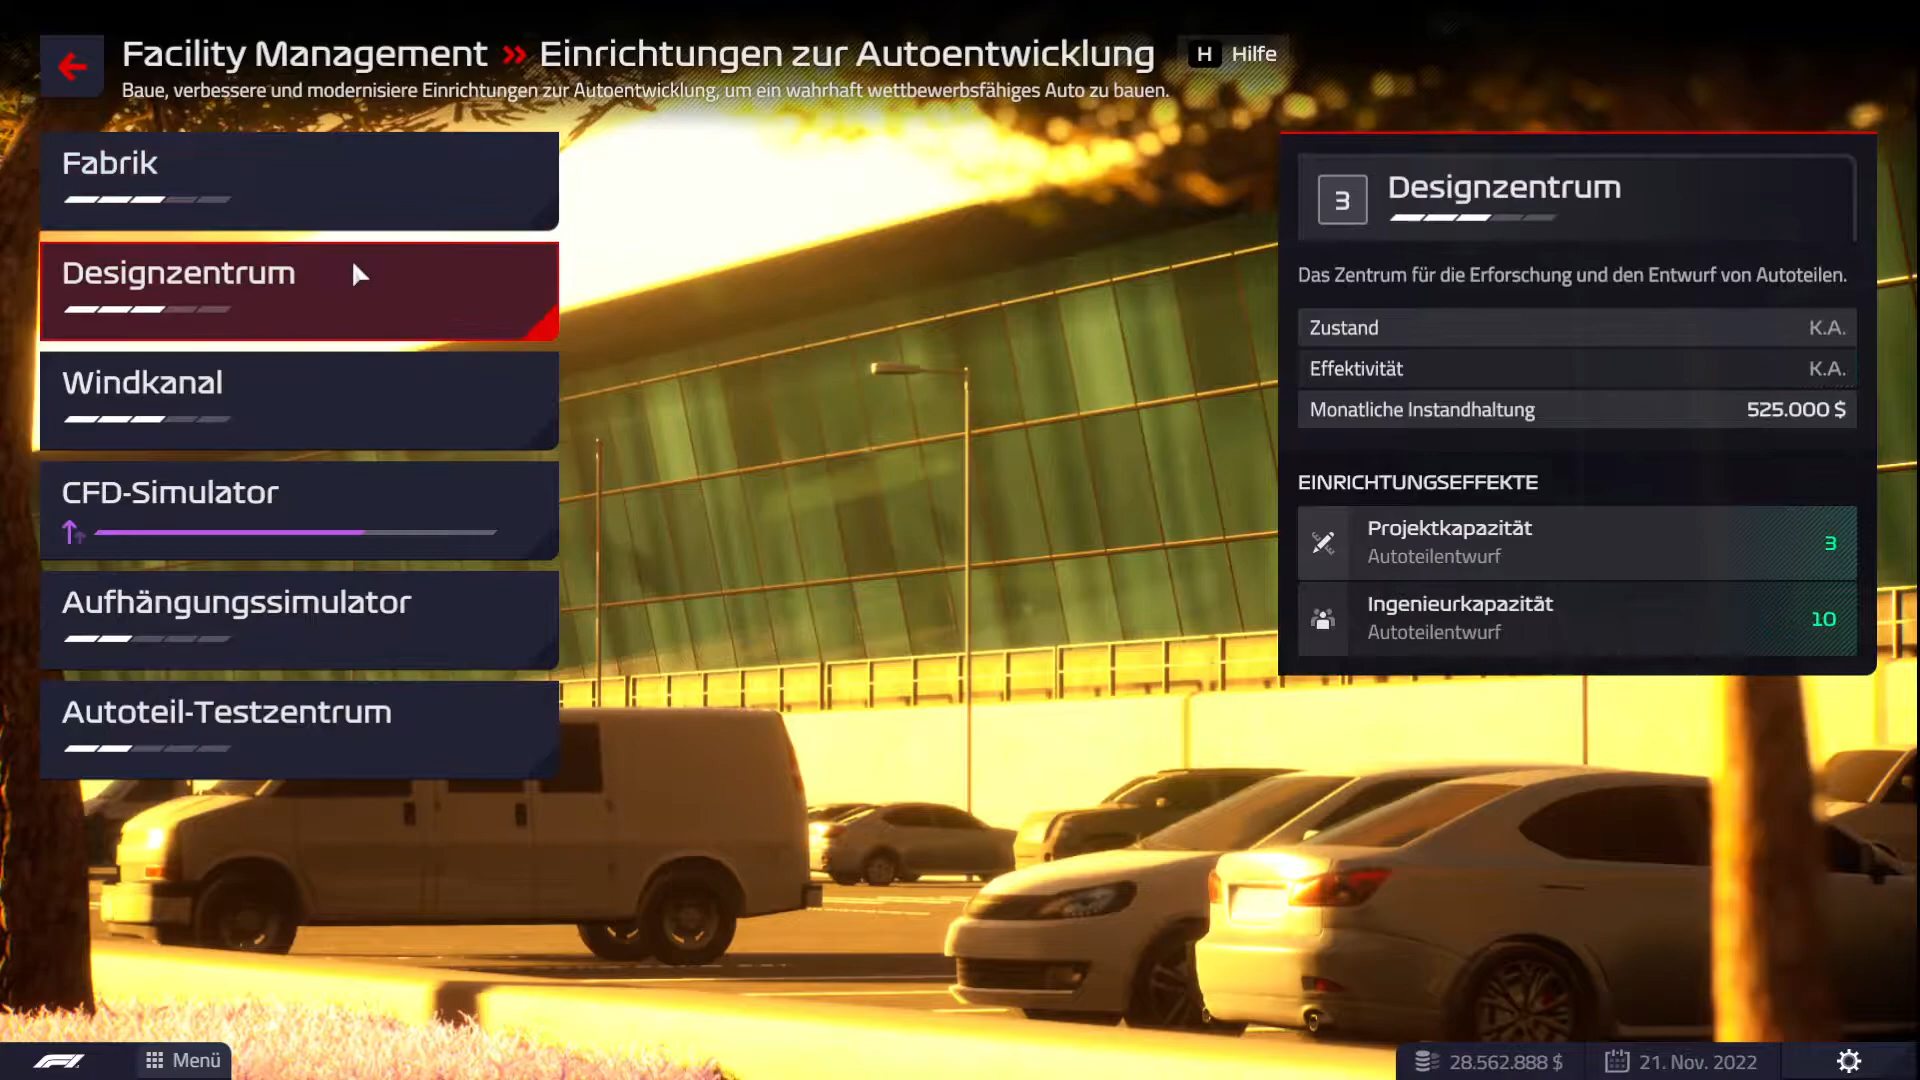 Facility Management » Einrichtungen zur Autoentwicklung
H Hilfe
Baue, verbessere und modernisiere Einrichtungen zur Autoentwicklung, um ein wahrhaft wettbewerbsfähiges Auto zu bauen.
Fabrik
Designzentrum
Windkanal
CFD-Simulator
Aufhängungssimulator
Autoteil-Testzentrum
3
Designzentrum
Das Zentrum für die Erforschung und den Entwurf von Autoteilen.
Zustand K.A.
Effektivität K.A.
Monatliche Instandhaltung 525.000 $
EINRICHTUNGSEFFEKTE
Projektkapazität
Autoteilentwurf
3
Ingenieurkapazität
Autoteilentwurf
10
F1
Menü
28.562.888 $
21. Nov. 2022